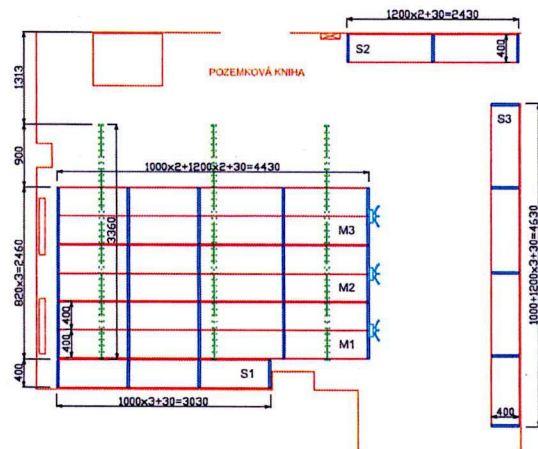 1200x2+30=2430
S2
400
POZEMKOVÁ KNIHA
1313
S3
900
1000x2+1200x2+30=4430
3360
M3
820x3=2460
M2
1000+1200x3+30=4630
400
400
M1
400
S1
400
1000x3+30=3030